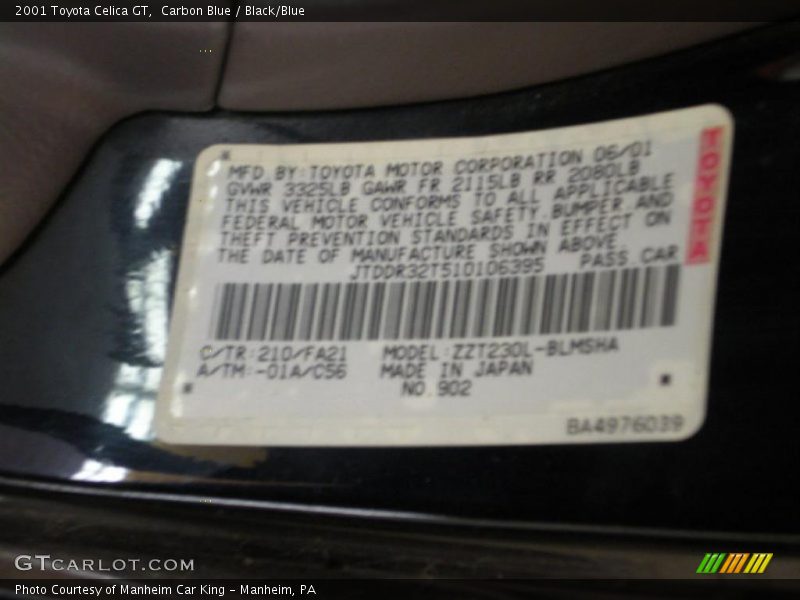 2001 Toyota Celica GT,  Carbon Blue / Black/Blue
MFD BY:TOYOTA MOTOR CORPORATION 06/01
GVWR 3325LB GAWR FR 2115LB RR 2080LB
THIS VEHICLE CONFORMS TO ALL APPLICABLE
FEDERAL MOTOR VEHICLE SAFETY,BUMPER,AND
THEFT PREVENTION STANDARDS IN EFFECT ON
THE DATE OF MANUFACTURE SHOWN ABOVE.
JTDDR32T510106395 PASS.CAR
TOYOTA
C/TR:210/FA21 MODEL:ZZT230L-BLMSHA
A/TM:-01A/C56 MADE IN JAPAN
NO.902
BA4976039
GTCARLOT.COM
Photo Courtesy of Manheim Car King - Manheim, PA